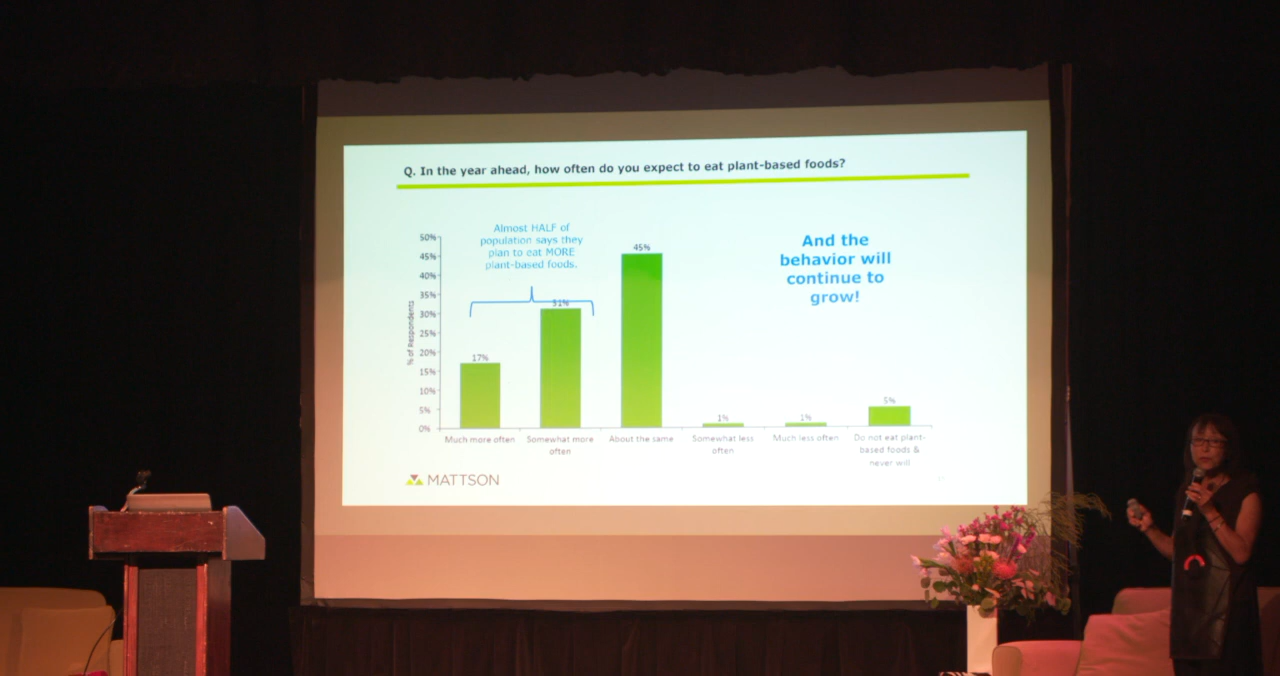 Q. In the year ahead, how often do you expect to eat plant-based foods?
Almost HALF of
population says they
plan to eat MORE
plant-based foods.
And the
behavior will
continue to
grow!
% of Respondents
50%
45%
40%
35%
30%
25%
20%
15%
10%
5%
0%
17%
31%
45%
1%
1%
5%
Much more often
Somewhat more
often
About the same
Somewhat less
often
Much less often
Do not eat plant-
based foods &
never will
MATTSON